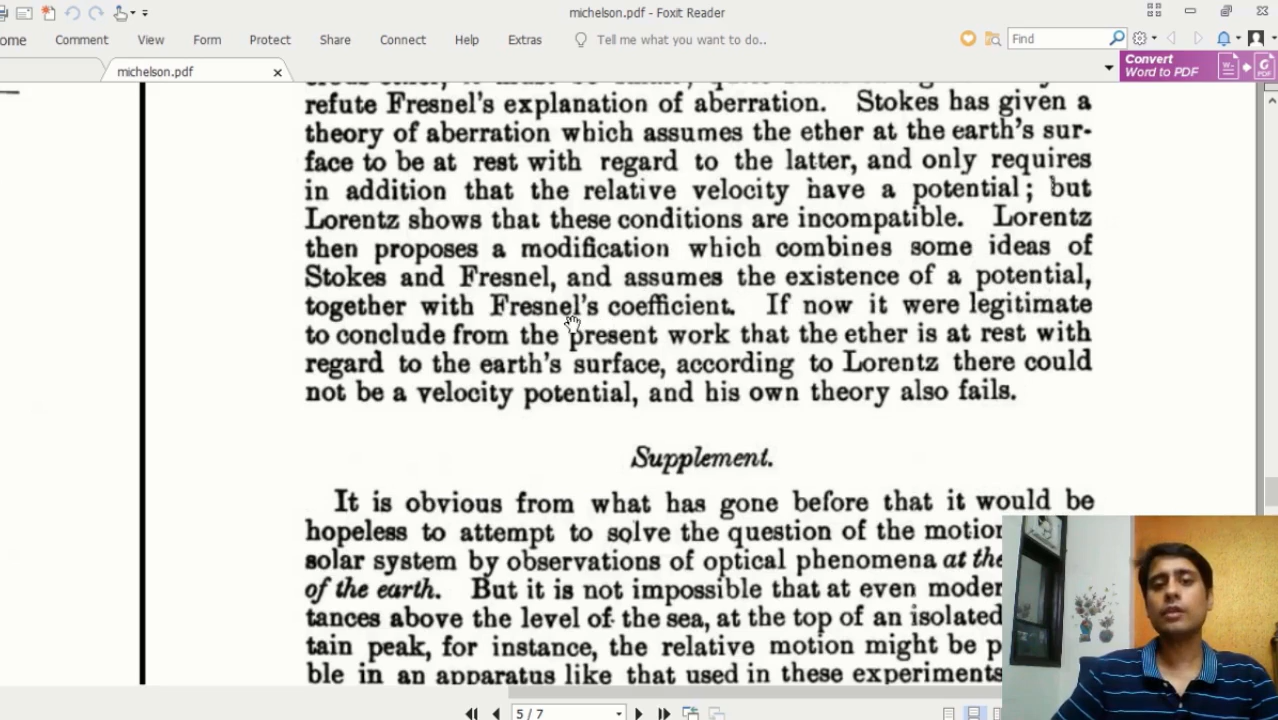 michelson.pdf - Foxit Reader
ome Comment View Form Protect Share Connect Help Extras Tell me what you want to do.. Find
michelson.pdf
Convert
Word to PDF
refute Fresnel's explanation of aberration. Stokes has given a
theory of aberration which assumes the ether at the earth's sur-
face to be at rest with regard to the latter, and only requires
in addition that the relative velocity have a potential; but
Lorentz shows that these conditions are incompatible. Lorentz
then proposes a modification which combines some ideas of
Stokes and Fresnel, and assumes the existence of a potential,
together with Fresnel's coefficient. If now it were legitimate
to conclude from the present work that the ether is at rest with
regard to the earth's surface, according to Lorentz there could
not be a velocity potential, and his own theory also fails.
Supplement.
It is obvious from what has gone before that it would be
hopeless to attempt to solve the question of the motion
solar system by observations of optical phenomena at the
of the earth. But it is not impossible that at even moder
tances above the level of the sea, at the top of an isolated
tain peak, for instance, the relative motion might be p
ble in an apparatus like that used in these experiments
5 / 7